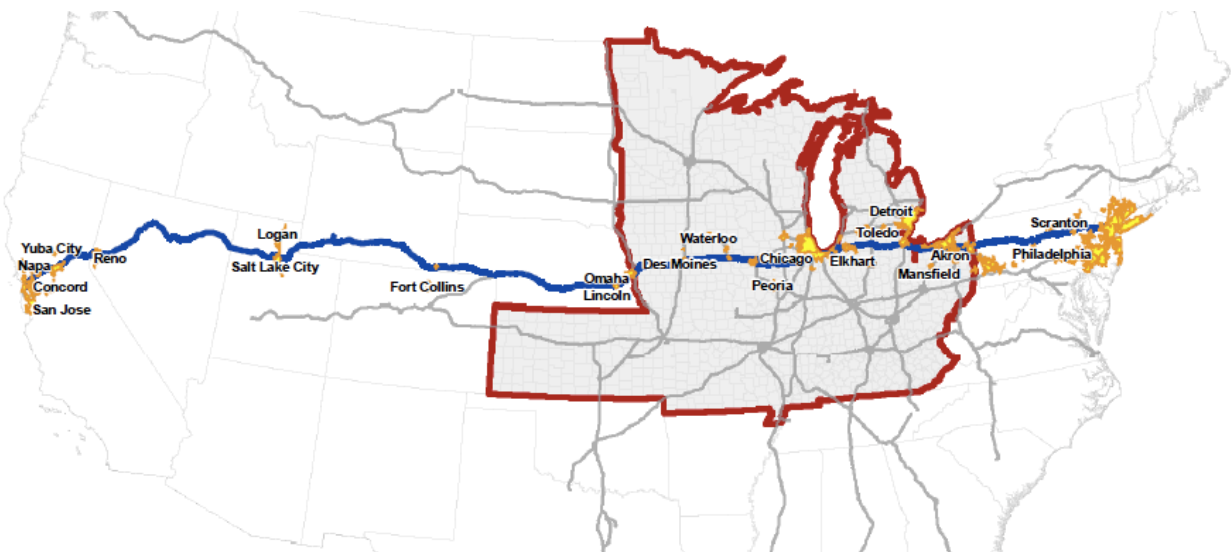 Yuba City
Napa
Concord
San Jose
Reno
Logan
Salt Lake City
Fort Collins
Omaha
Lincoln
Des Moines
Waterloo
Peoria
Chicago
Elkhart
Detroit
Toledo
Mansfield
Akron
Scranton
Philadelphia